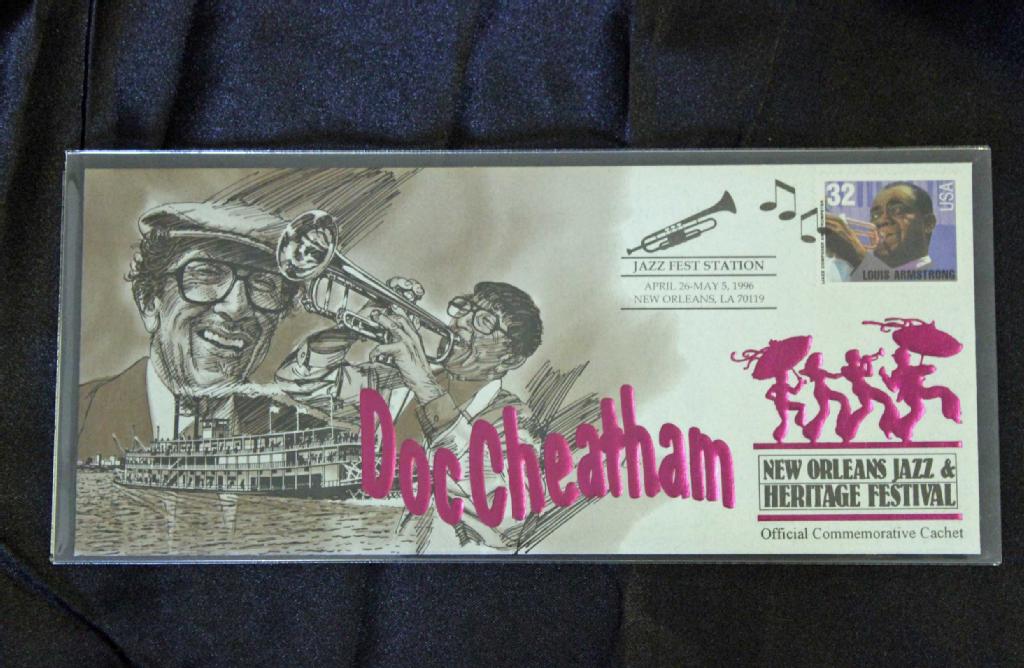 32
USA
LOUIS ARMSTRONG
JAZZ FEST STATION
APRIL 26-MAY 5, 1996
NEW ORLEANS, LA 70119
Doc Cheatham
NEW ORLEANS JAZZ &
HERITAGE FESTIVAL
Official Commemorative Cachet